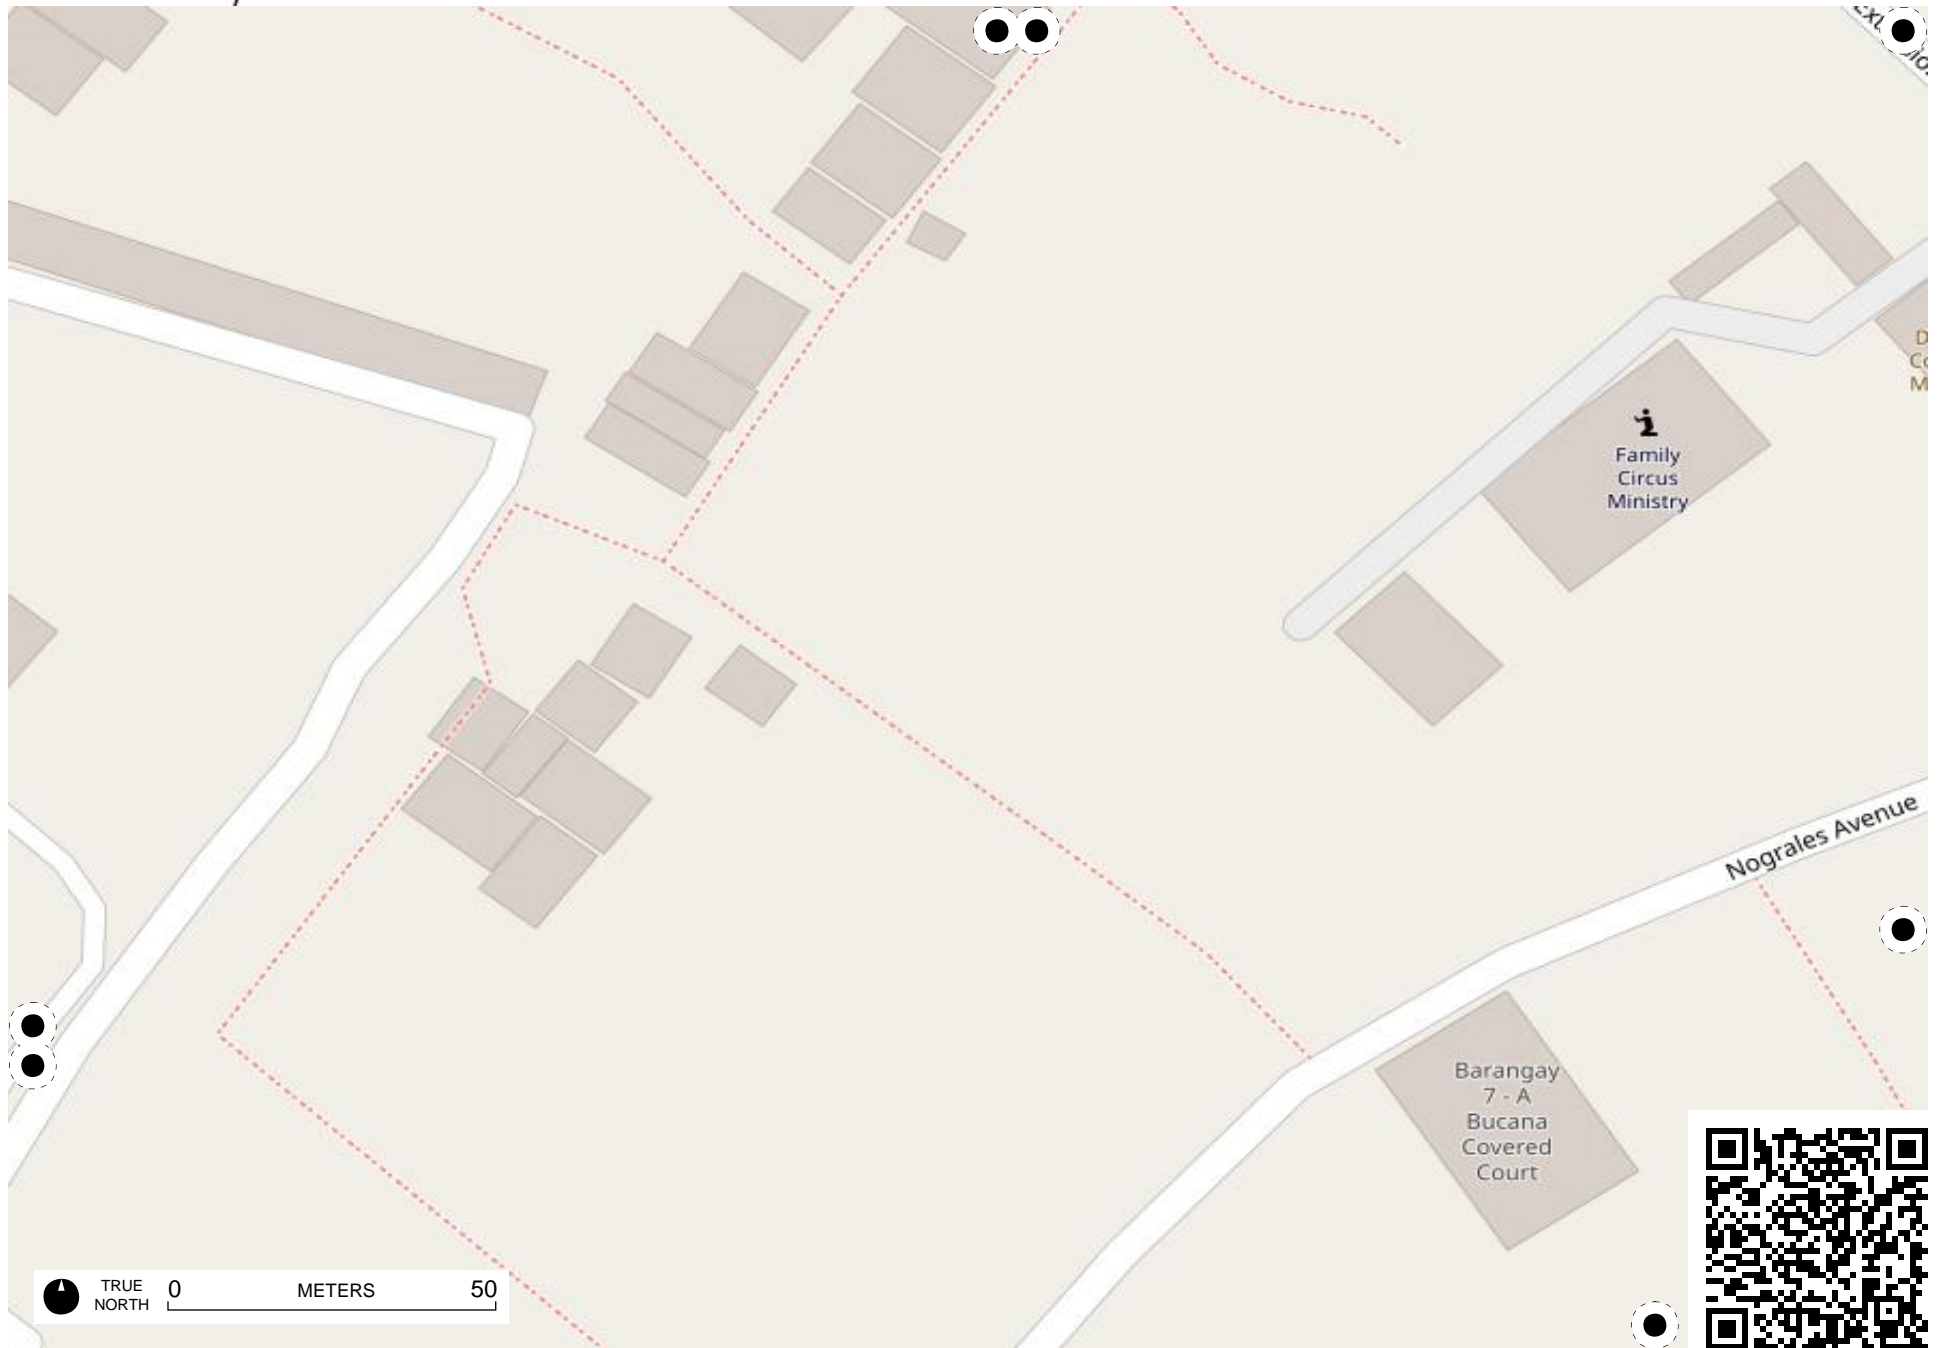 Family
Circus
Ministry
Nograles Avenue
Barangay
7 - A
Bucana
Covered
Court
TRUE
NORTH
0 METERS 50